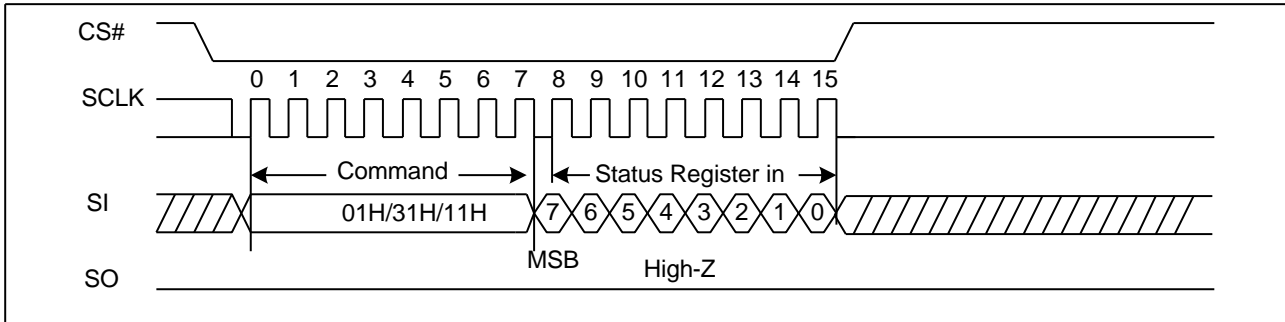 CS#
0 1 2 3 4 5 6 7 8 9 10 11 12 13 14 15
SCLK
Command Status Register in
SI 01H/31H/11H 7 6 5 4 3 2 1 0
MSB High-Z
SO